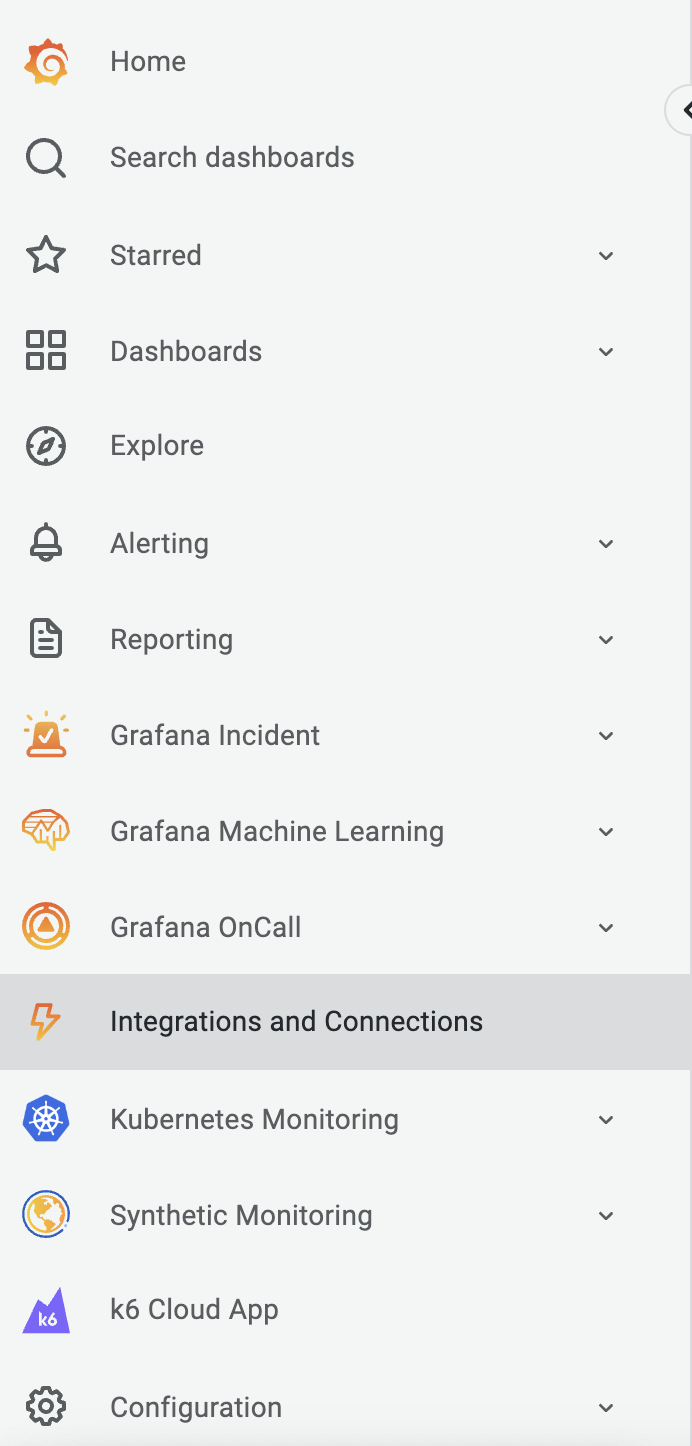 Home
Search dashboards
Starred
Dashboards
Explore
Alerting
Reporting
Grafana Incident
Grafana Machine Learning
Grafana OnCall
Integrations and Connections
Kubernetes Monitoring
Synthetic Monitoring
k6 k6 Cloud App
Configuration